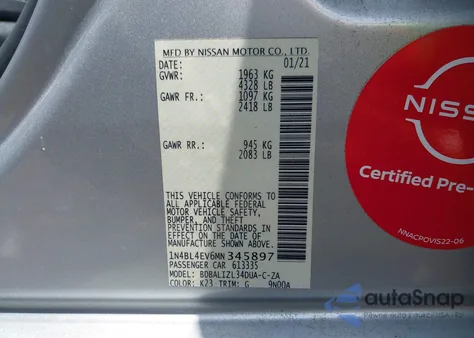 MFD BY NISSAN MOTOR CO., LTD.
DATE: 01/21
GVWR: 1963 KG
4328 LB
GAWR FR.: 1097 KG
2418 LB
GAWR RR.: 945 KG
2083 LB
THIS VEHICLE CONFORMS TO
ALL APPLICABLE FEDERAL
MOTOR VEHICLE SAFETY,
BUMPER, AND THEFT
PREVENTION STANDARDS IN
EFFECT ON THE DATE OF
MANUFACTURE SHOWN ABOVE.
1N4BL4EV6MN345897
PASSENGER CAR 613335
MODEL: BDBALIZL34DUA-C-ZA
COLOR: K23 TRIM: G 9N00A
NISS
Certified Pre-
NNACPOVIS22-06
autoSnap